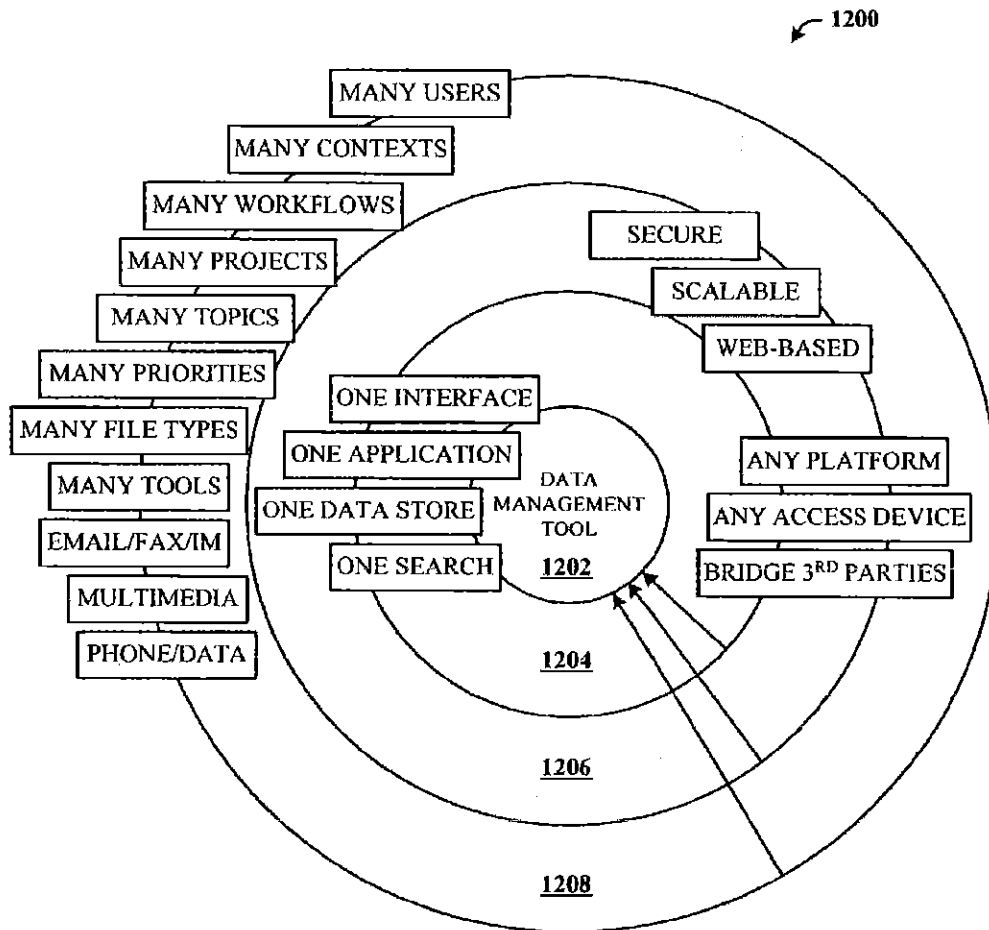 1200
MANY USERS
MANY CONTEXTS
MANY WORKFLOWS
MANY PROJECTS
MANY TOPICS
MANY PRIORITIES
MANY FILE TYPES
MANY TOOLS
EMAIL/FAX/IM
MULTIMEDIA
PHONE/DATA
SECURE
SCALABLE
WEB-BASED
ANY PLATFORM
ANY ACCESS DEVICE
BRIDGE 3RD PARTIES
ONE INTERFACE
ONE APPLICATION
ONE DATA STORE
ONE SEARCH
DATA
MANAGEMENT
TOOL
1202
1204
1206
1208